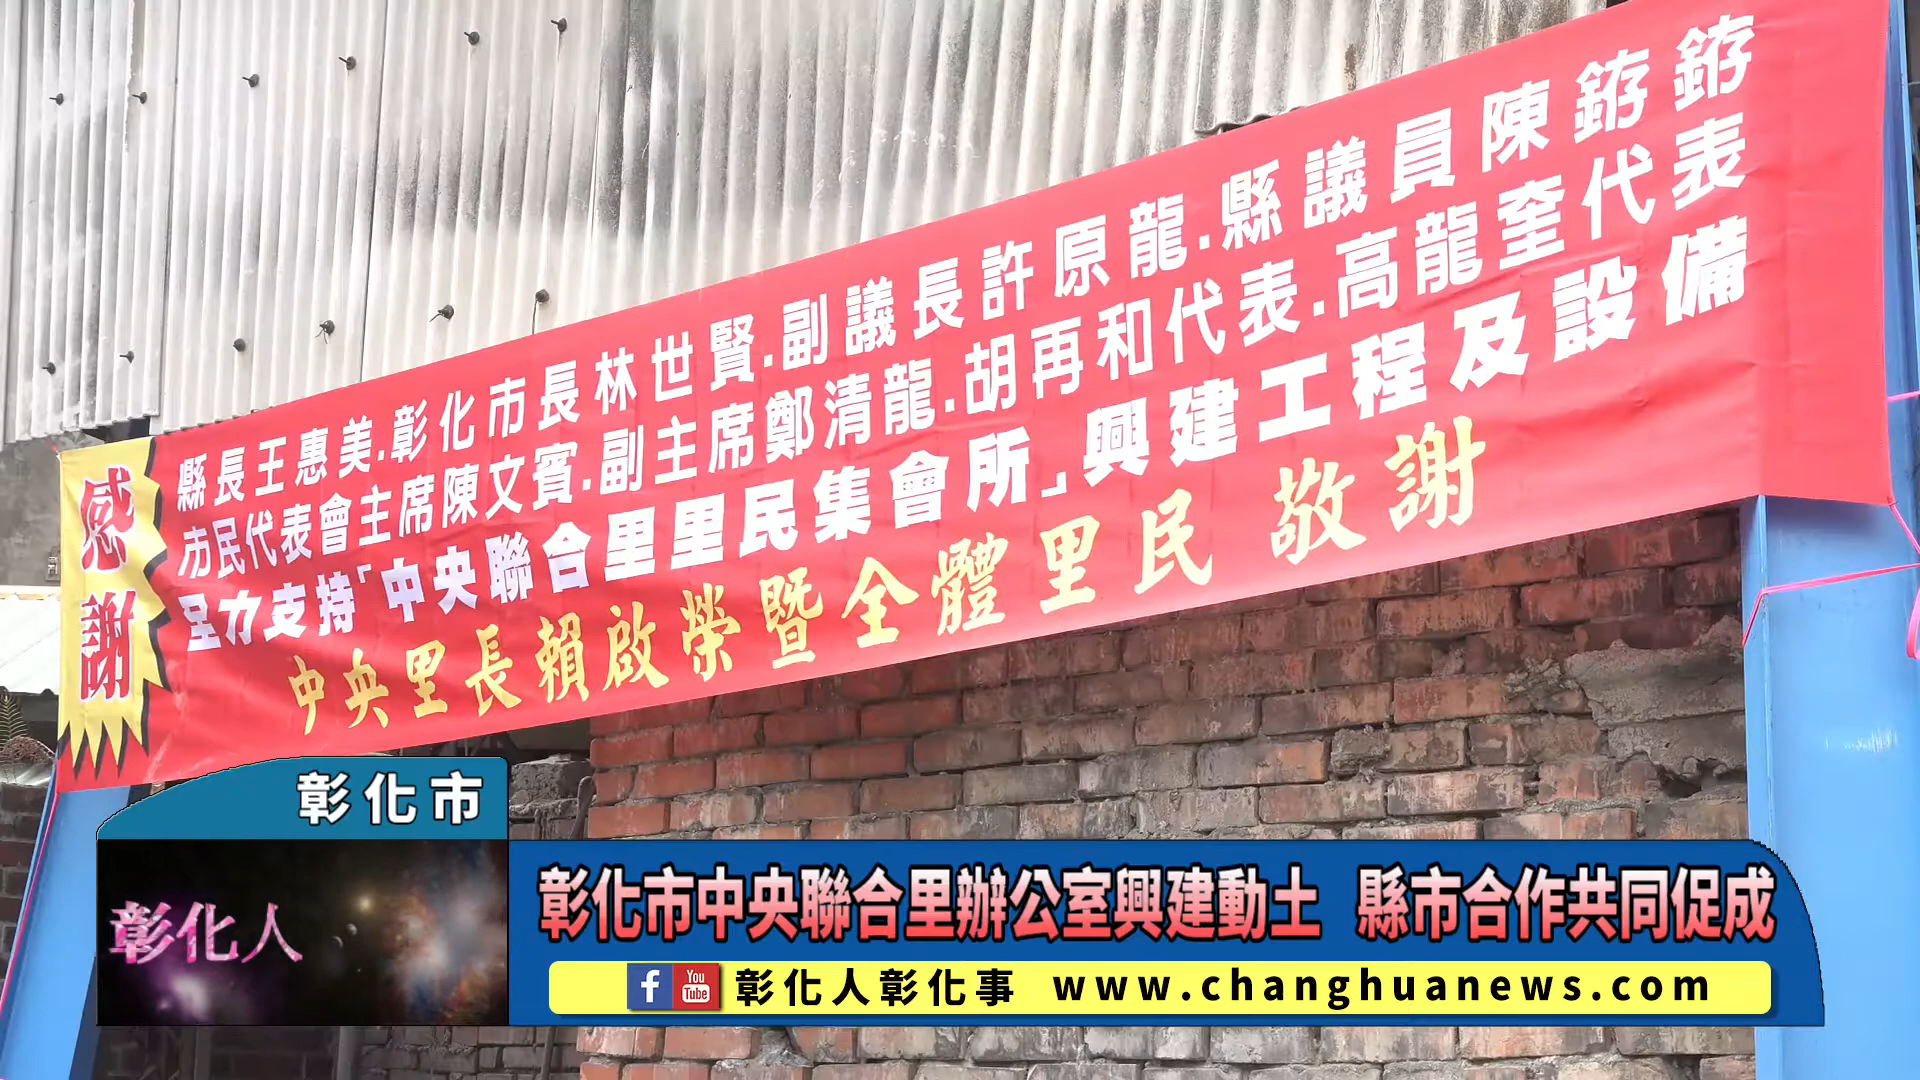 感謝
縣長王惠美.彰化市長林世賢.副議長許原龍.縣議員陳銌銌
市民代表會主席陳文賓.副主席鄭清龍.胡再和代表.高龍奎代表
呈力支持「中央聯合里里民集會所」興建工程及設備
中央里長賴啟榮暨全體里民 敬謝
彰化市
彰化人
彰化市中央聯合里辦公室興建動土 縣市合作共同促成
f You Tube 彰化人彰化事 www.changhuanews.com